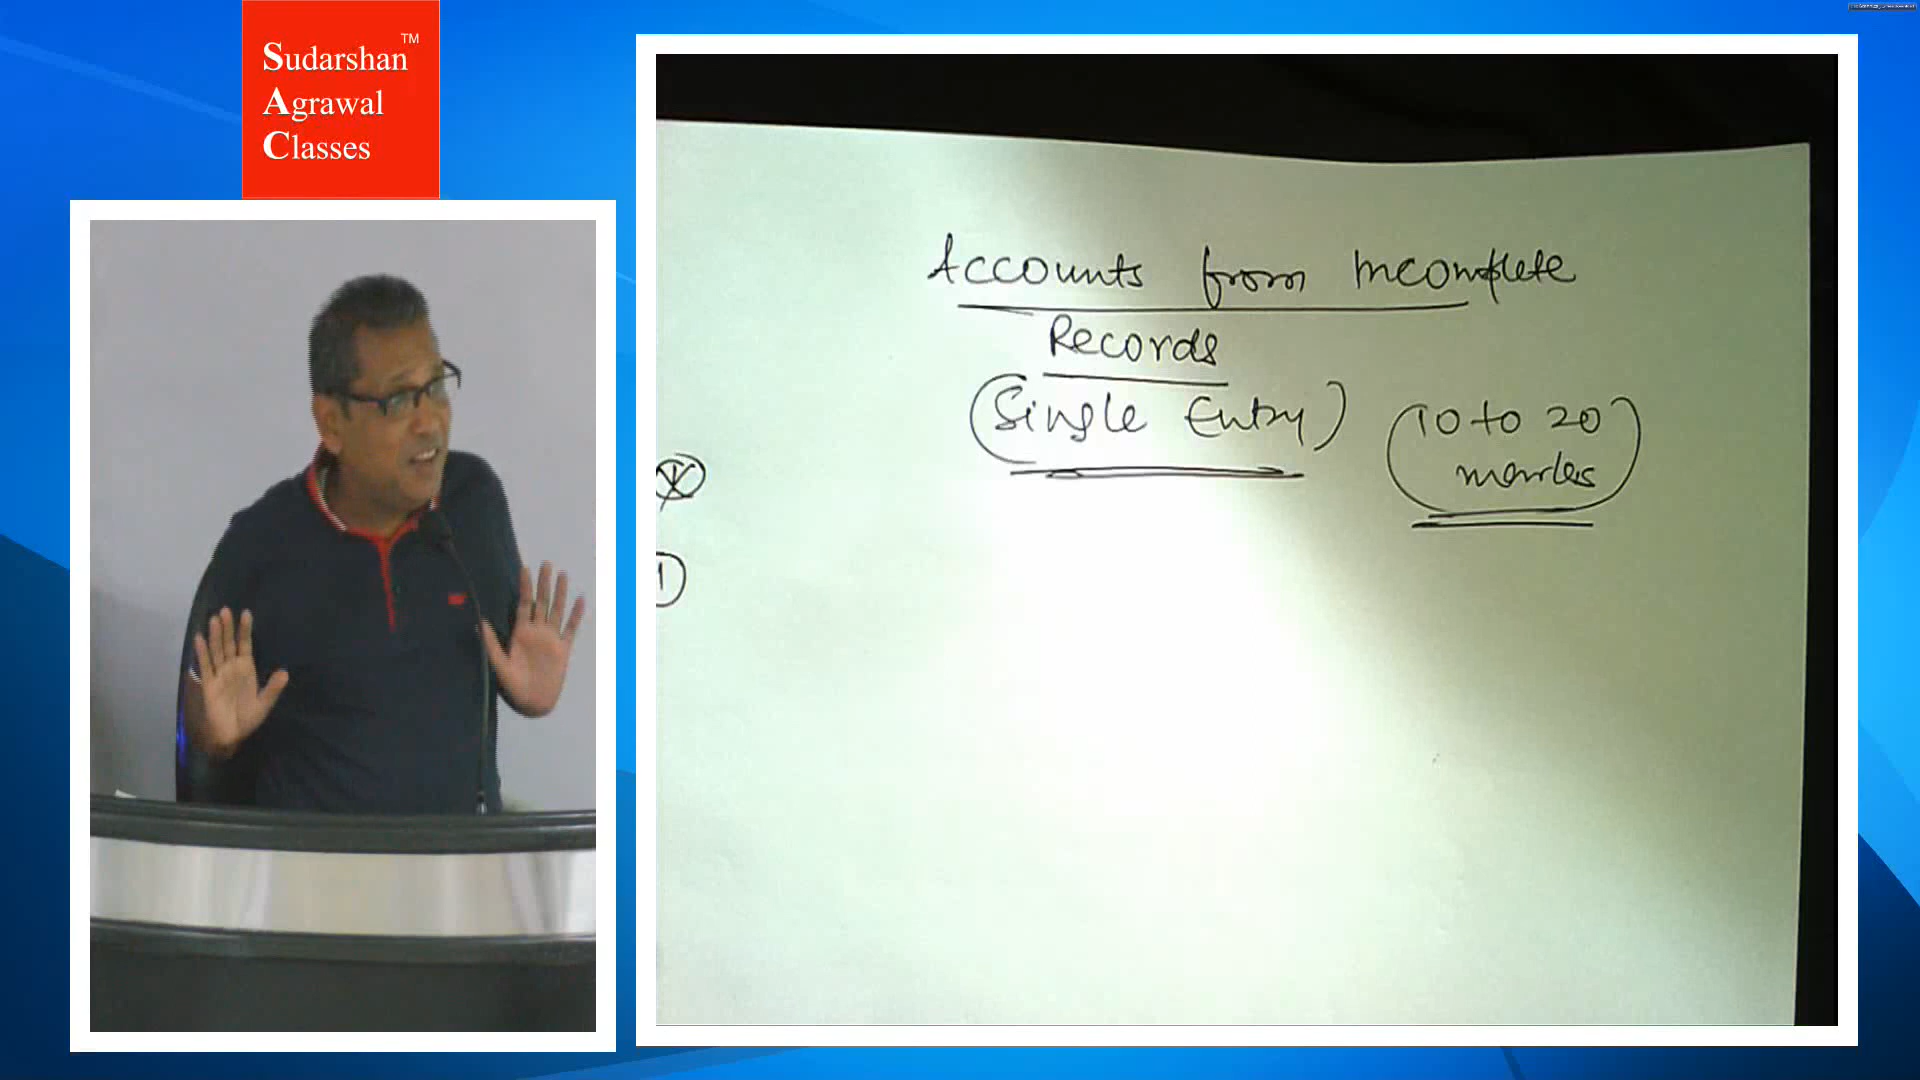 Sudarshan™
Agrawal
Classes
Accounts from Incomplete
Records
(Single Entry)
(10 to 20
marks)
①